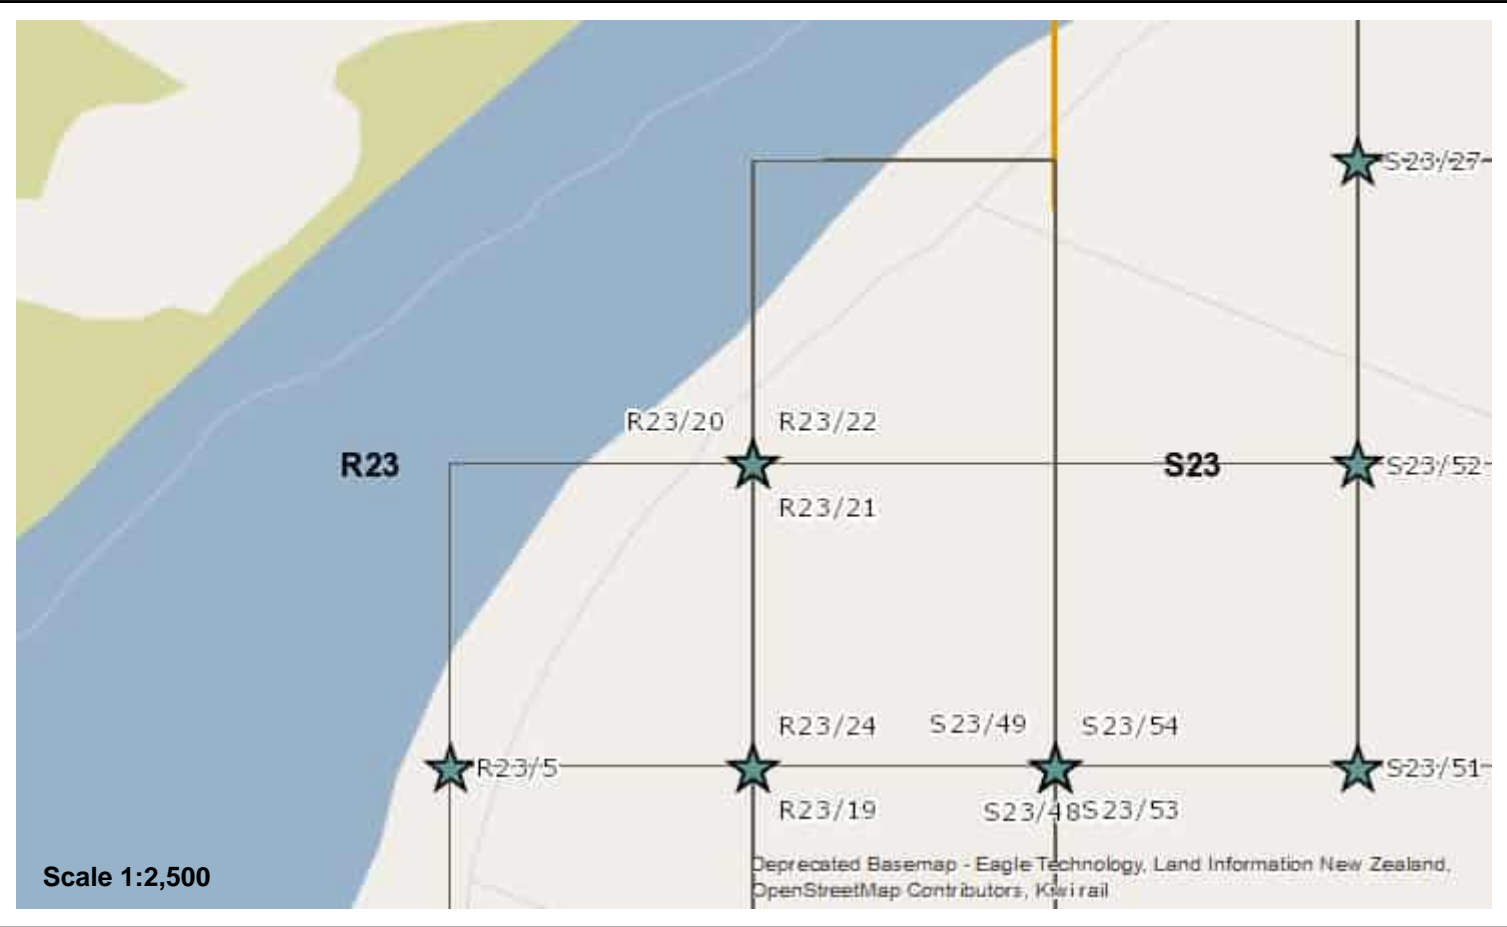 S23/27
R23/20
R23/22
R23
S23
S23/52
R23/21
R23/24
S23/49
S23/54
R23/5
S23/51
R23/19
S23/48
S23/53
Scale 1:2,500
Deprecated Basemap - Eagle Technology, Land Information New Zealand,
OpenStreetMap Contributors, Kiwirail